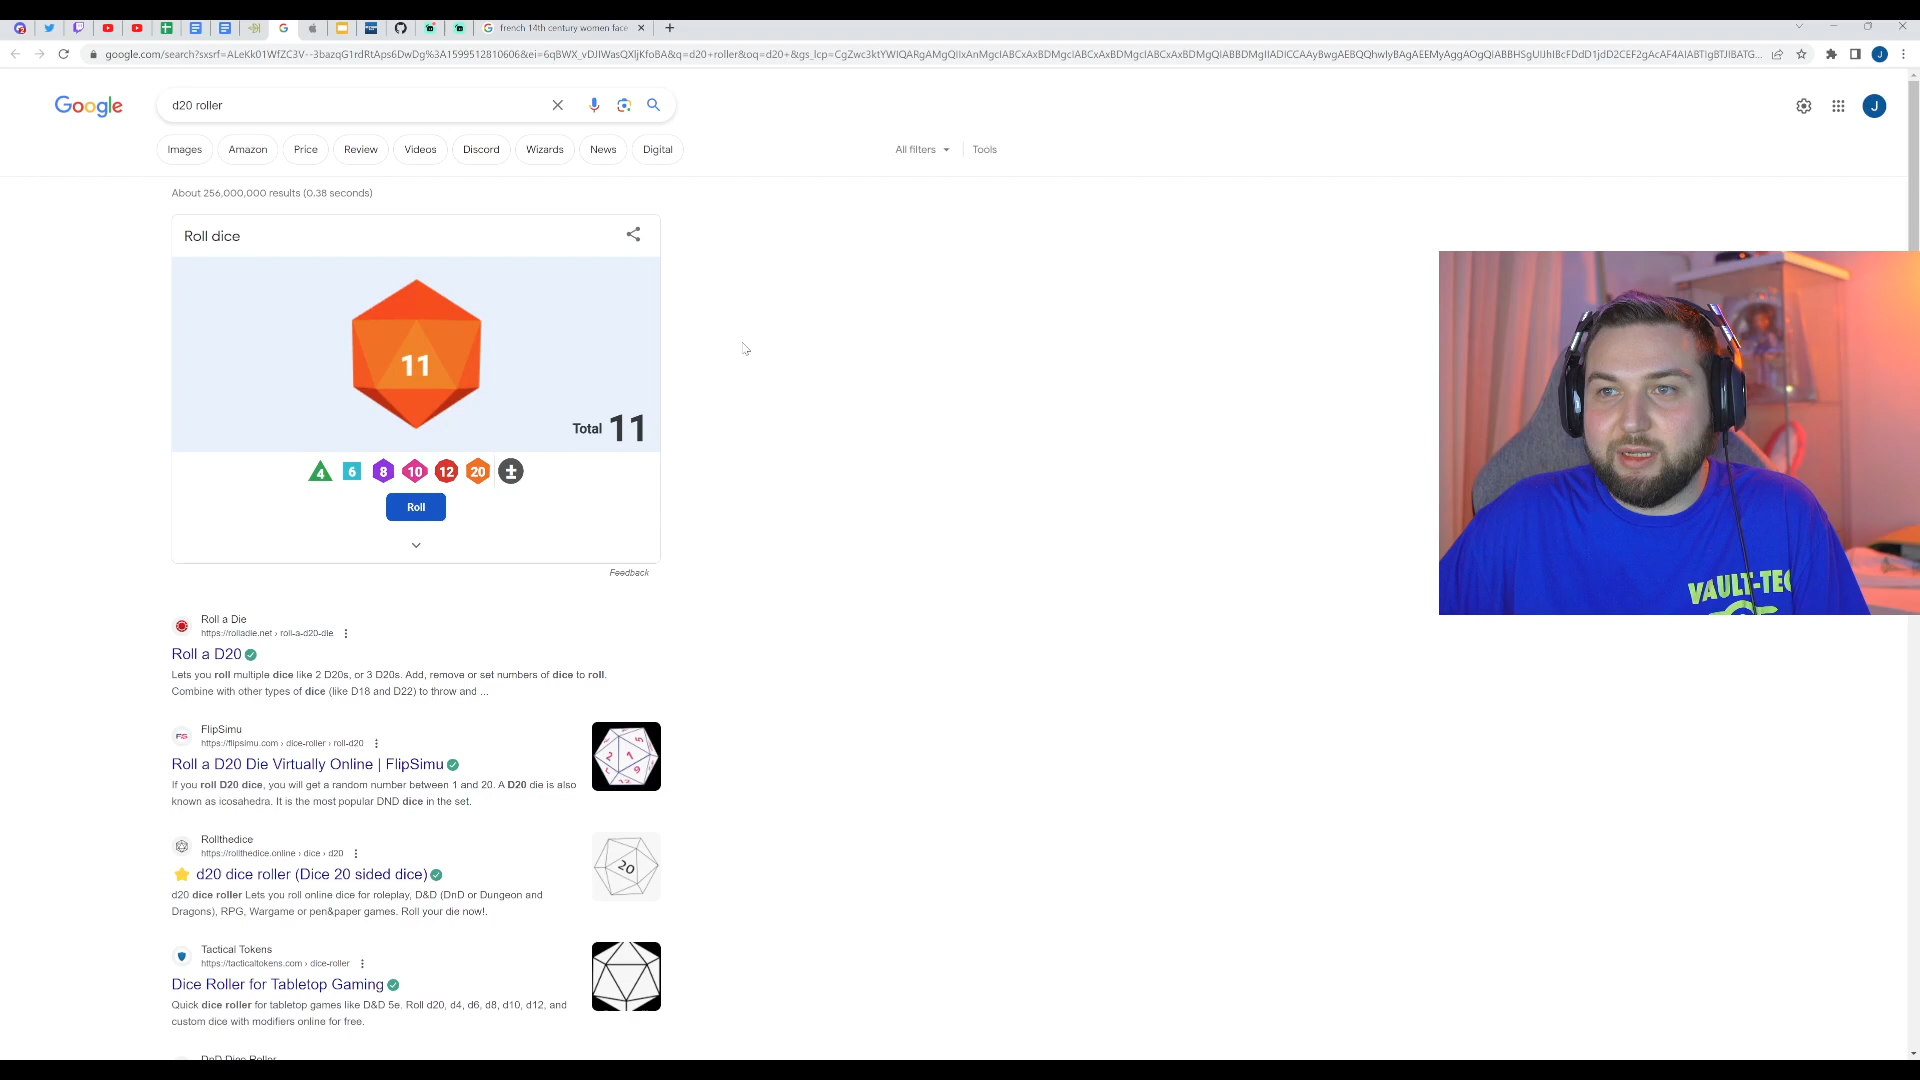 french 14th century women face
google.com/search?sxsrf=ALeKk01WfZC3V--3bazqG1rdRtAps6DwDg%3A1599512810606&ei=6qBWX_vDJIWasQXljKfoBA&q=d20+roller&oq=d20+
Google
d20 roller
J
Images
Amazon
Price
Review
Videos
Discord
Wizards
News
Digital
All filters
Tools
About 256,000,000 results (0.38 seconds)
Roll dice
11
Total 11
4
6
8
10
12
20
±
Roll
Feedback
Roll a Die
https://rolladie.net › roll-a-d20-die
Roll a D20
Lets you roll multiple dice like 2 D20s, or 3 D20s. Add, remove or set numbers of dice to roll.
Combine with other types of dice (like D18 and D22) to throw and ...
FlipSimu
https://flipsimu.com › dice-roller › roll-d20
Roll a D20 Die Virtually Online | FlipSimu
If you roll D20 dice, you will get a random number between 1 and 20. A D20 die is also
known as icosahedra. It is the most popular DND dice in the set.
Rollthedice
https://rollthedice.online › dice › d20
d20 dice roller (Dice 20 sided dice)
d20 dice roller Lets you roll online dice for roleplay, D&D (DnD or Dungeon and
Dragons), RPG, Wargame or pen&paper games. Roll your die now!.
20
Tactical Tokens
https://tacticaltokens.com › dice-roller
Dice Roller for Tabletop Gaming
Quick dice roller for tabletop games like D&D 5e. Roll d20, d4, d6, d8, d10, d12, and
custom dice with modifiers online for free.
DnD Dice Roller
VAULT-TEC